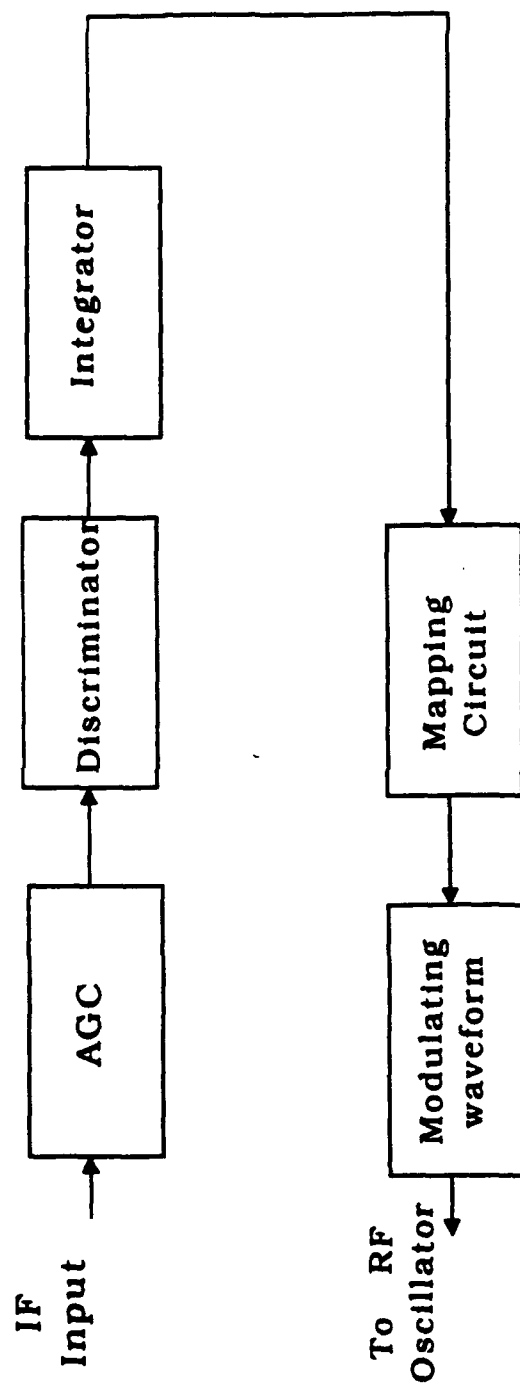 IF
Input
AGC
Discriminator
Integrator
Mapping
Circuit
Modulating
waveform
To RF
Oscillator